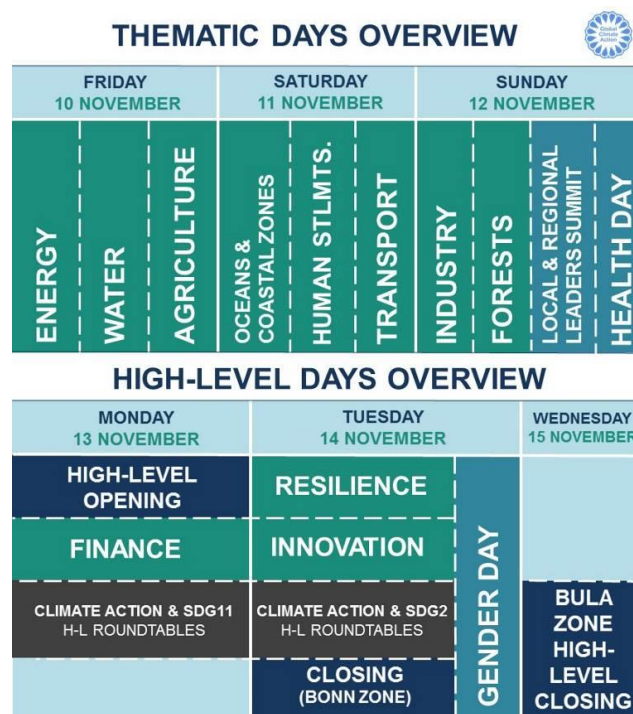 THEMATIC DAYS OVERVIEW
Global
Climate
Action
FRIDAY
10 NOVEMBER
SATURDAY
11 NOVEMBER
SUNDAY
12 NOVEMBER
ENERGY
WATER
AGRICULTURE
OCEANS &
COASTAL ZONES
HUMAN STLMTS.
TRANSPORT
INDUSTRY
FORESTS
LOCAL & REGIONAL
LEADERS SUMMIT
HEALTH DAY
HIGH-LEVEL DAYS OVERVIEW
MONDAY
13 NOVEMBER
TUESDAY
14 NOVEMBER
WEDNESDAY
15 NOVEMBER
HIGH-LEVEL
OPENING
FINANCE
CLIMATE ACTION & SDG11
H-L ROUNDTABLES
RESILIENCE
INNOVATION
CLIMATE ACTION & SDG2
H-L ROUNDTABLES
CLOSING
(BONN ZONE)
GENDER DAY
BULA
ZONE
HIGH-
LEVEL
CLOSING